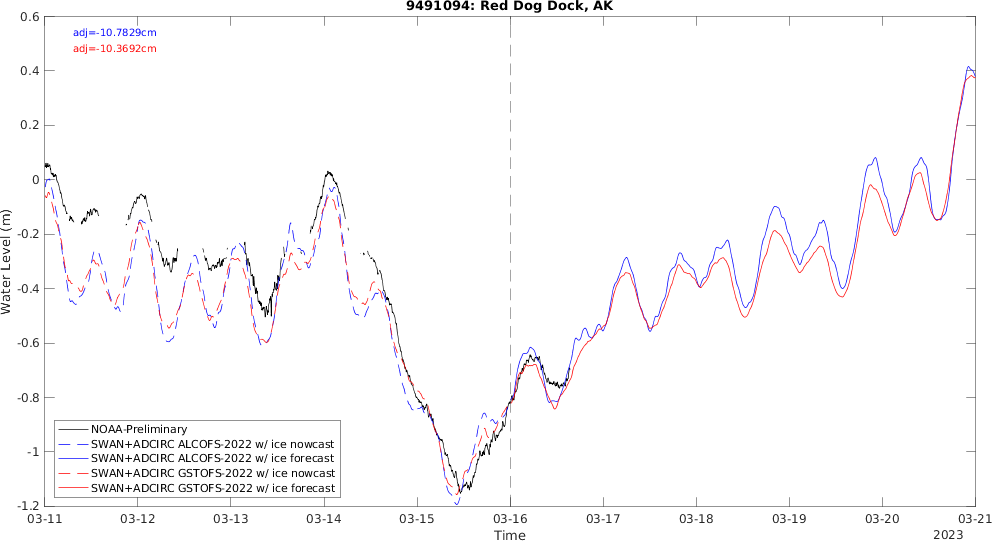 9491094: Red Dog Dock, AK
adj=-10.7829cm
adj=-10.3692cm
0.6
0.4
0.2
0
-0.2
-0.4
-0.6
-0.8
-1
-1.2
Water Level (m)
NOAA-Preliminary
SWAN+ADCIRC ALCOFS-2022 w/ ice nowcast
SWAN+ADCIRC ALCOFS-2022 w/ ice forecast
SWAN+ADCIRC GSTOFS-2022 w/ ice nowcast
SWAN+ADCIRC GSTOFS-2022 w/ ice forecast
03-11 03-12 03-13 03-14 03-15 03-16 03-17 03-18 03-19 03-20 03-21
Time
2023